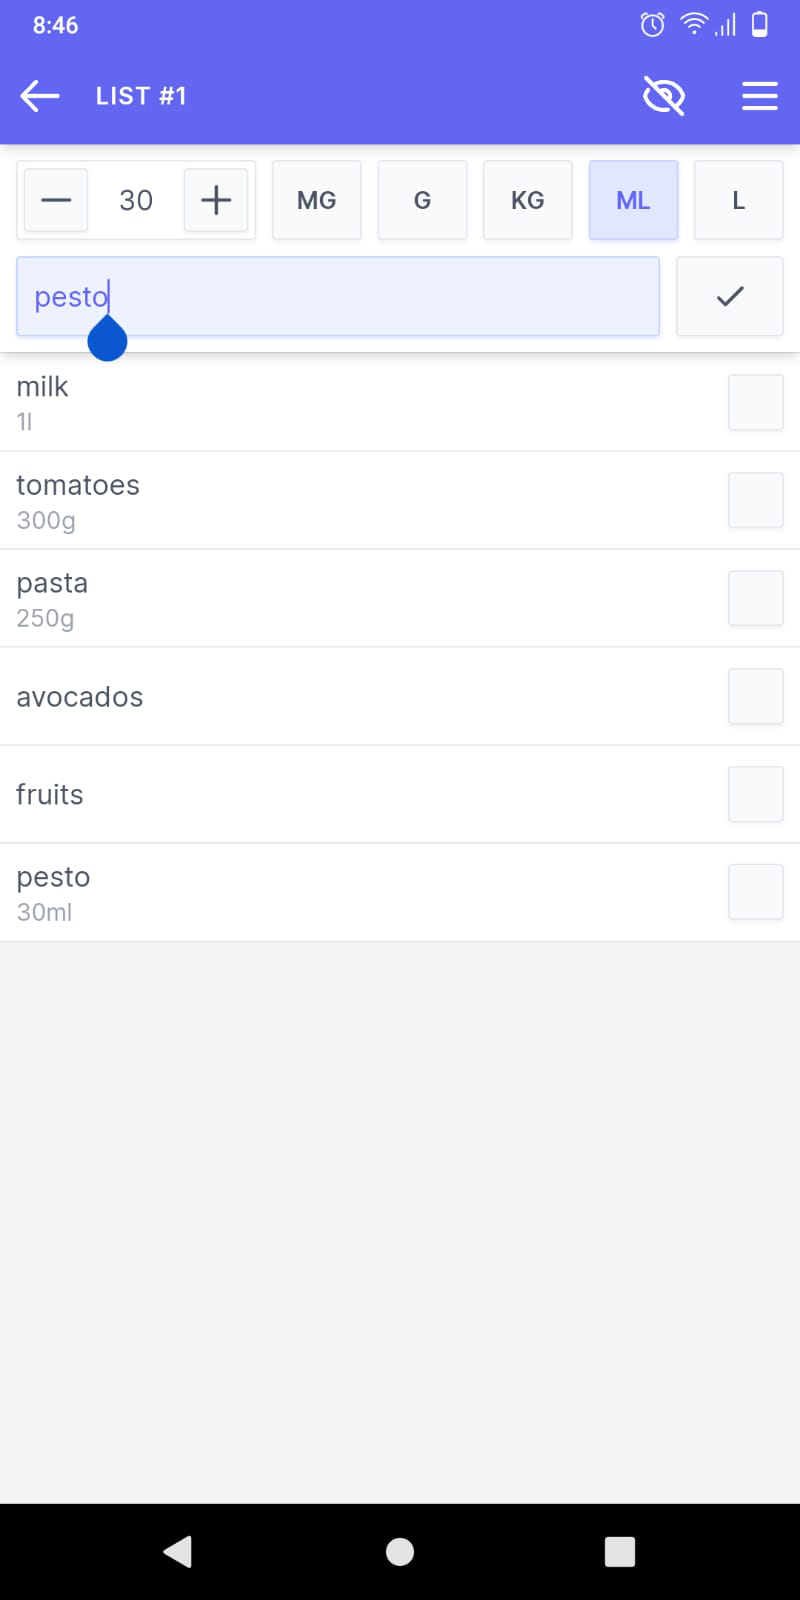 8:46
LIST #1
30 MG G KG ML L
pesto
milk
1l
tomatoes
300g
pasta
250g
avocados
fruits
pesto
30ml